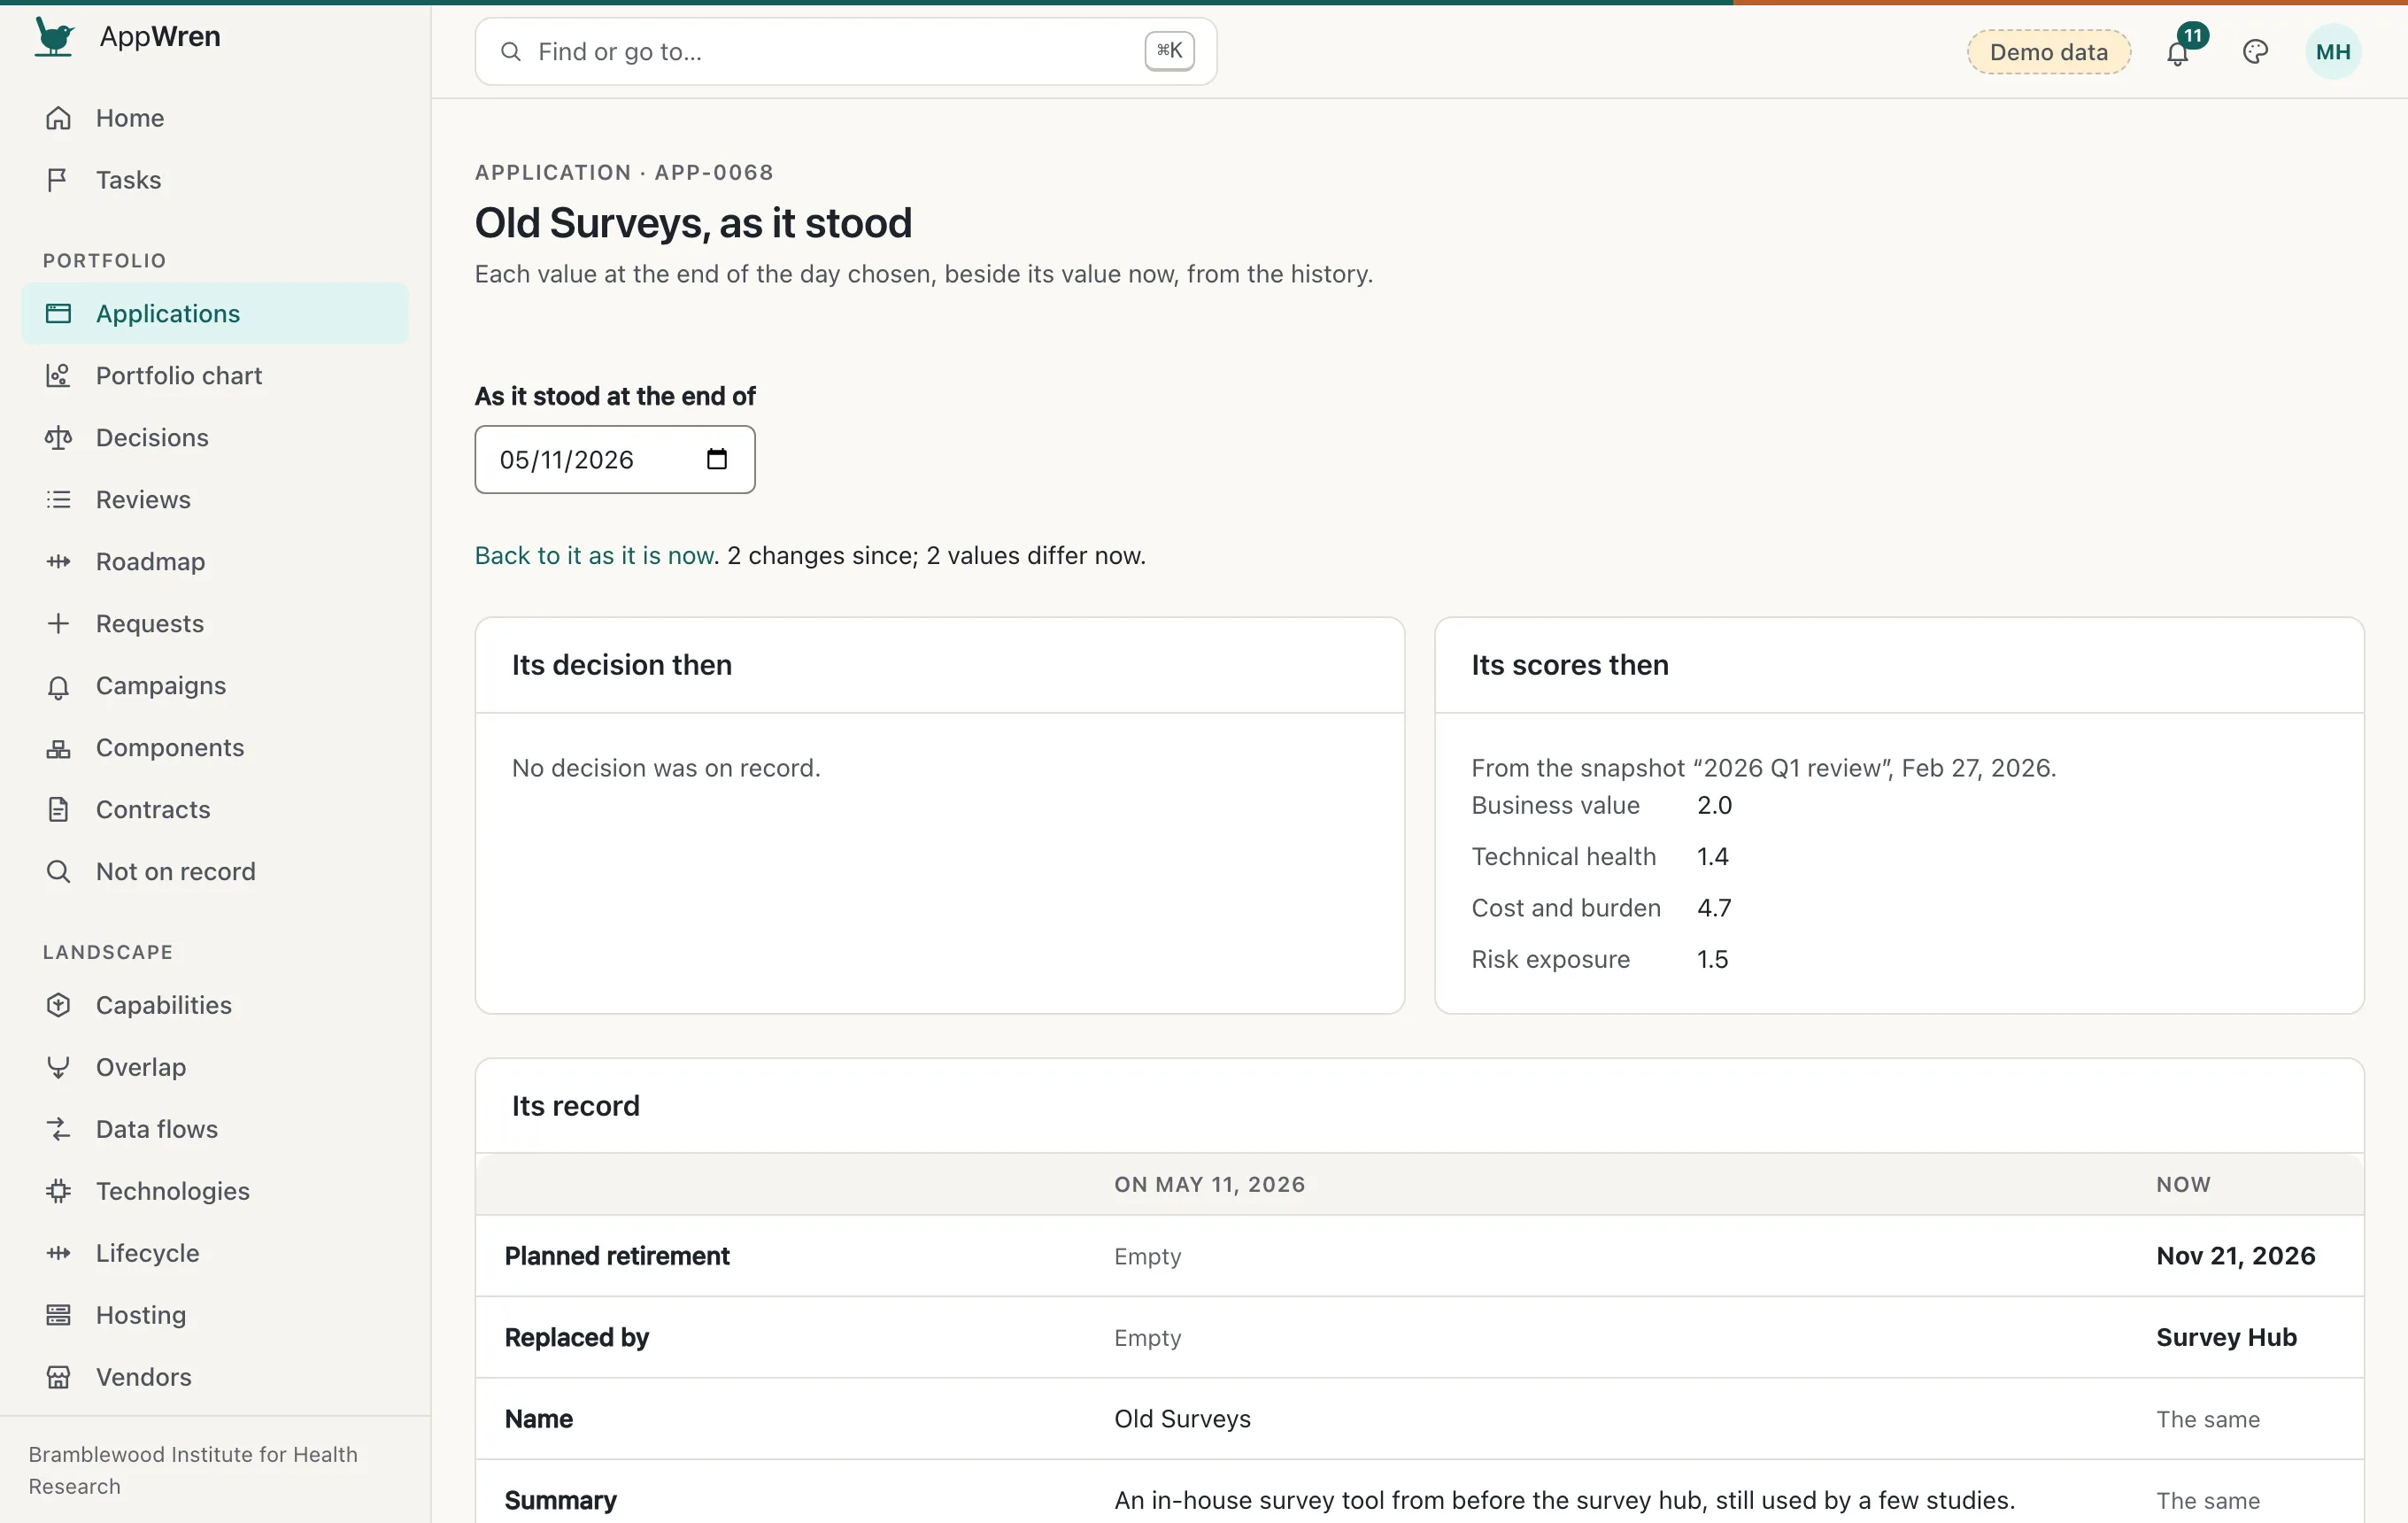 AppWren
Find or go to...
⌘K
Demo data
11
MH
Home
Tasks
PORTFOLIO
Applications
Portfolio chart
Decisions
Reviews
Roadmap
Requests
Campaigns
Components
Contracts
Not on record
LANDSCAPE
Capabilities
Overlap
Data flows
Technologies
Lifecycle
Hosting
Vendors
Bramblewood Institute for Health
Research
APPLICATION · APP-0068
Old Surveys, as it stood
Each value at the end of the day chosen, beside its value now, from the history.
As it stood at the end of
05/11/2026
Back to it as it is now. 2 changes since; 2 values differ now.
Its decision then
No decision was on record.
Its scores then
From the snapshot “2026 Q1 review”, Feb 27, 2026.
Business value 2.0
Technical health 1.4
Cost and burden 4.7
Risk exposure 1.5
Its record
ON MAY 11, 2026 NOW
Planned retirement Empty Nov 21, 2026
Replaced by Empty Survey Hub
Name Old Surveys The same
Summary An in-house survey tool from before the survey hub, still used by a few studies. The same